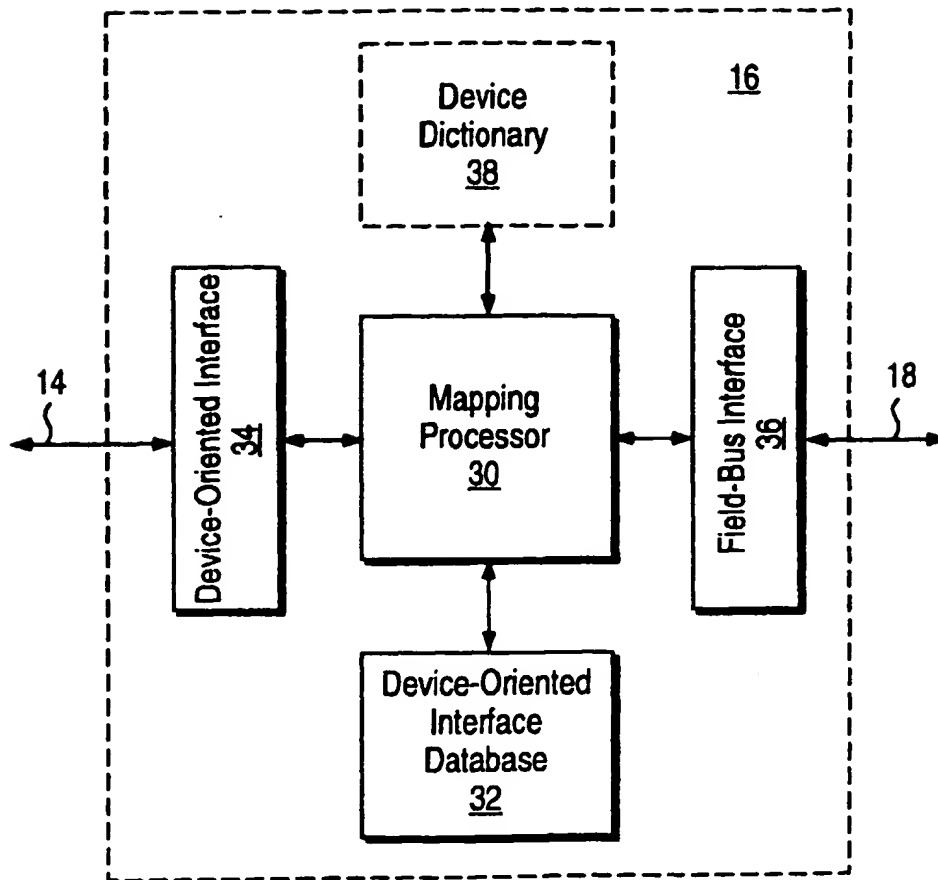 16
Device
Dictionary
38
14
Device-Oriented Interface
34
Mapping
Processor
30
Field-Bus Interface
36
18
Device-Oriented
Interface
Database
32